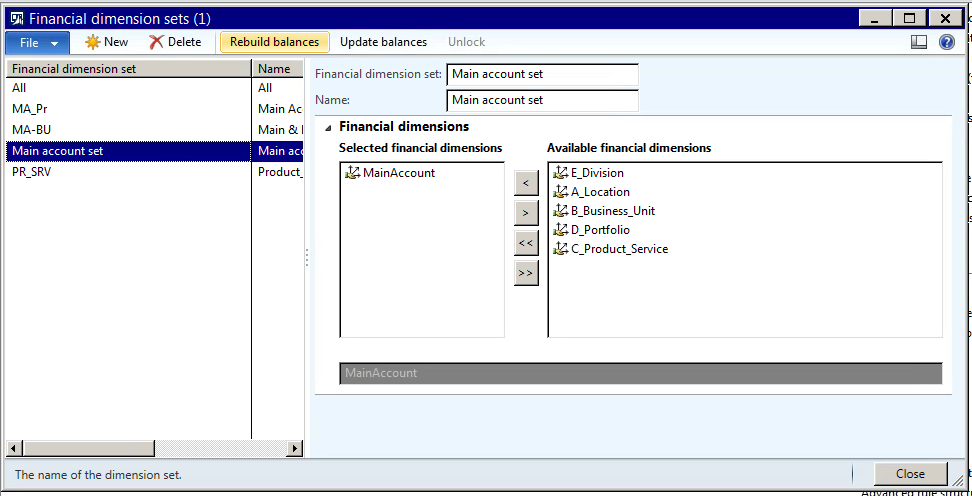 Financial dimension sets (1)
File New Delete Rebuild balances Update balances Unlock
Financial dimension set Name
All All
MA_Pr Main Ac
MA-BU Main &
Main account set Main acc
PR_SRV Product_
Financial dimension set: Main account set
Name: Main account set
Financial dimensions
Selected financial dimensions Available financial dimensions
MainAccount
E_Division
A_Location
B_Business_Unit
D_Portfolio
C_Product_Service
<
>
<<
>>
MainAccount
The name of the dimension set.
Close